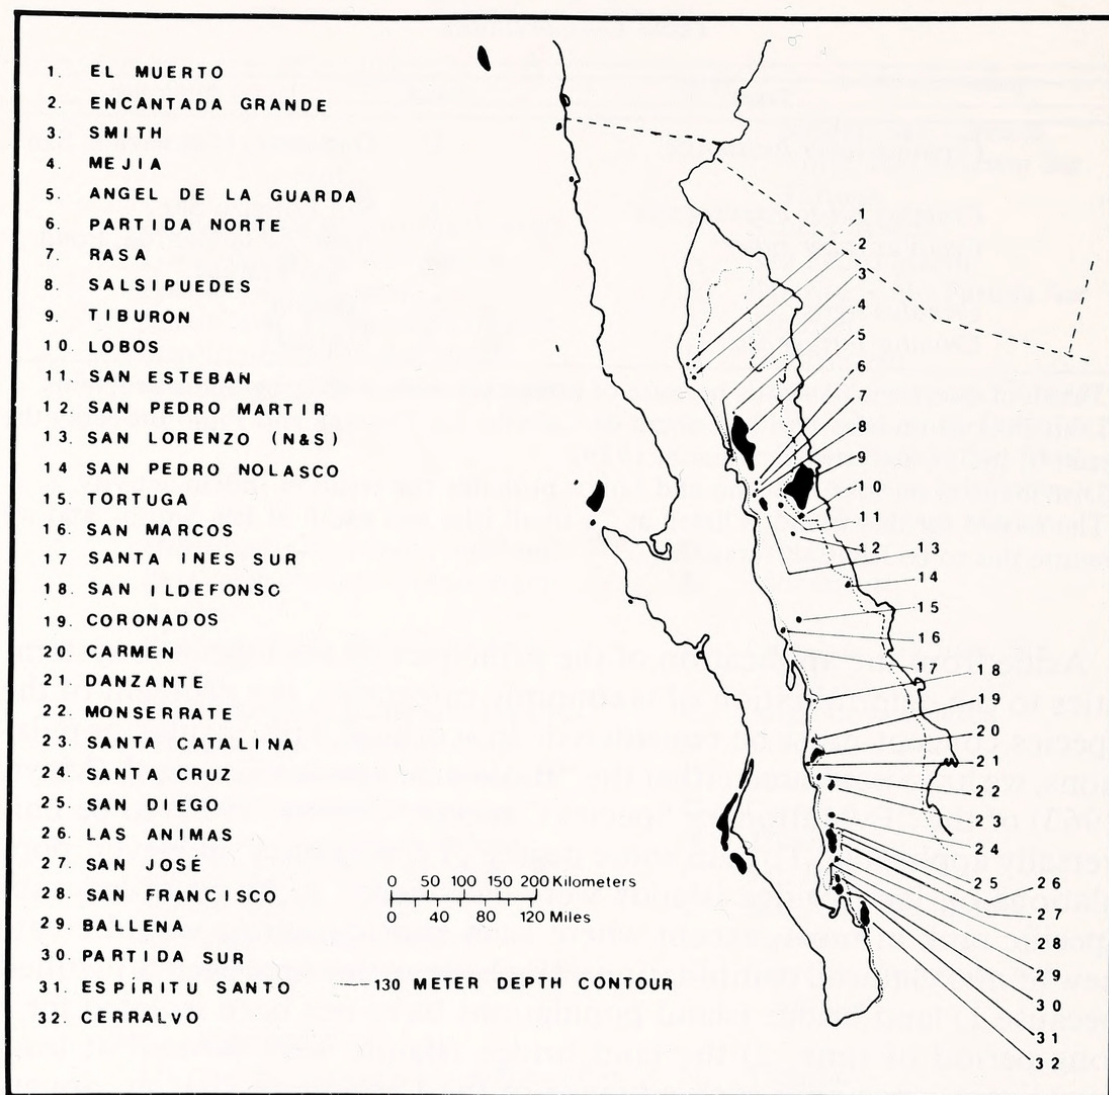 1. EL MUERTO
2. ENCANTADA GRANDE
3. SMITH
4. MEJIA
5. ANGEL DE LA GUARDA
6. PARTIDA NORTE
7. RASA
8. SALSIPUEDES
9. TIBURON
10. LOBOS
11. SAN ESTEBAN
12. SAN PEDRO MARTIR
13. SAN LORENZO (N&S)
14 SAN PEDRO NOLASCO
15. TORTUGA
16. SAN MARCOS
17 SANTA INES SUR
18. SAN ILDEFONSO
19. CORONADOS
20. CARMEN
21. DANZANTE
22. MONSERRATE
23. SANTA CATALINA
24. SANTA CRUZ
25. SAN DIEGO
26. LAS ANIMAS
27. SAN JOSÉ
28. SAN FRANCISCO
29. BALLENA
30. PARTIDA SUR
31. ESPÍRITU SANTO
32. CERRALVO
1
2
3
4
5
6
7
8
9
10
11
12 13
14
15
16
17 18
19
20
21
22
23
24
25 26
27
28
29
30
31
32
0 50 100 150 200 Kilometers
0 40 80 120 Miles
130 METER DEPTH CONTOUR